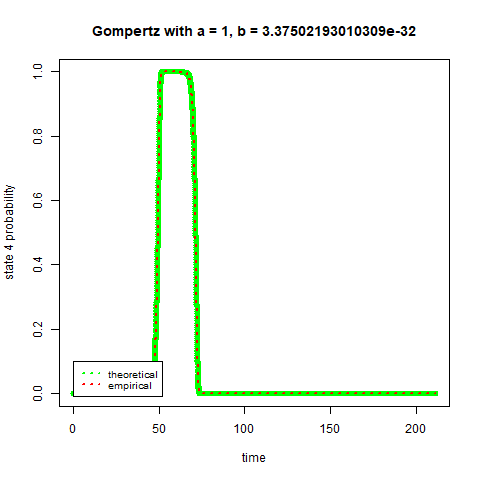 Gompertz with a = 1, b = 3.37502193010309e-32
state 4 probability
1.0
0.8
0.6
0.4
0.2
0.0
theoretical
empirical
0 50 100 150 200
time